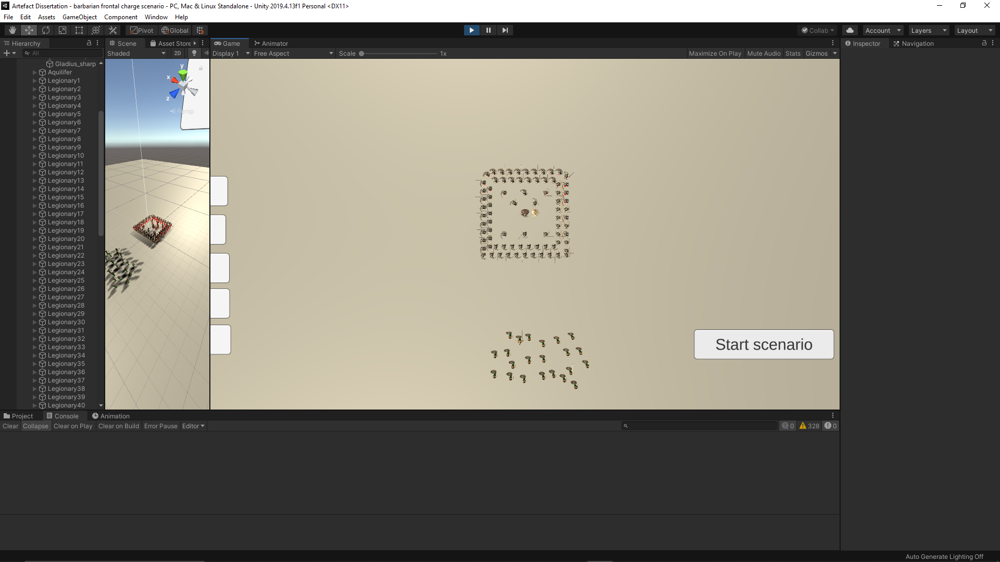 Artefact Dissertation - barbarian frontal charge scenario - PC, Mac & Linux Standalone - Unity 2019.4.13f1 Personal <DX11>
File Edit Assets GameObject Component Window Help
Pivot Global Collab Account Layers Layout
Hierarchy Scene Asset Store Game Animator Inspector Navigation
All Shaded 2D Display 1 Free Aspect Scale 1x Maximize On Play Mute Audio Stats Gizmos
Gladius_sharp
Aquilifer
Legionary1
Legionary2
Legionary3
Legionary4
Legionary5
Legionary6
Legionary7
Legionary8
Legionary9
Legionary10
Legionary11
Legionary12
Legionary13
Legionary14
Legionary15
Legionary16
Legionary17
Legionary18
Legionary19
Legionary20
Legionary21
Legionary22
Legionary23
Legionary24
Legionary25
Legionary26
Legionary27
Legionary28
Legionary29
Legionary30
Legionary31
Legionary32
Legionary33
Legionary34
Legionary35
Legionary36
Legionary37
Legionary38
Legionary39
Legionary40
y
x
z
Persp
Start scenario
Project Console Animation
Clear Collapse Clear on Play Clear on Build Error Pause Editor 0 328 0
Auto Generate Lighting Off